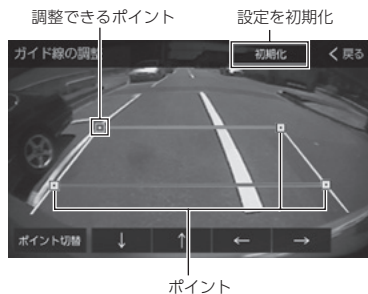 調整できるポイント 設定を初期化
ガイド線の調整 初期化 く戻る
ポイント切替 ↓ ↑ ← →
ポイント